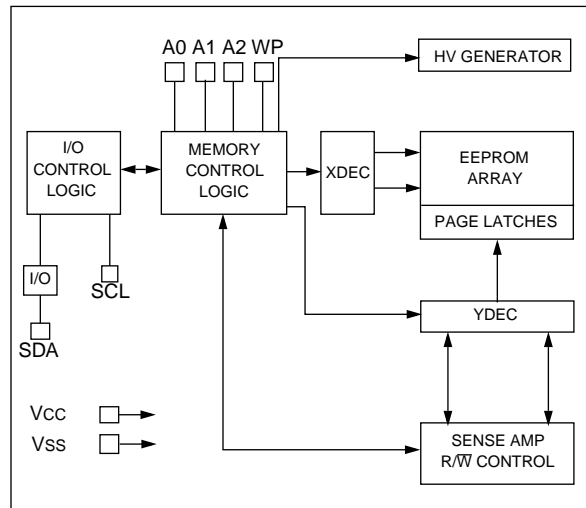 A0 A1 A2 WP
HV GENERATOR
I/O
CONTROL
LOGIC
MEMORY
CONTROL
LOGIC
XDEC
EEPROM
ARRAY
PAGE LATCHES
I/O
SCL
SDA
YDEC
VCC
VSS
SENSE AMP
R/W̅ CONTROL